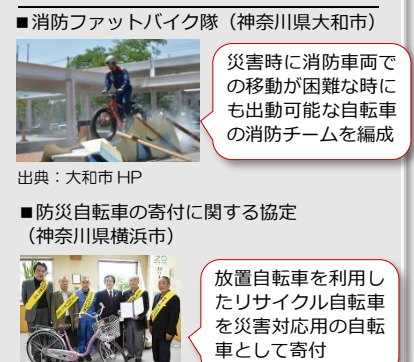 ■消防ファットバイク隊（神奈川県大和市）
災害時に消防車両で
の移動が困難な時に
も出動可能な自転車
の消防チームを編成
出典：大和市 HP
■防災自転車の寄付に関する協定
（神奈川県横浜市）
放置自転車を利用し
たリサイクル自転車
を災害対応用の自転
車として寄付